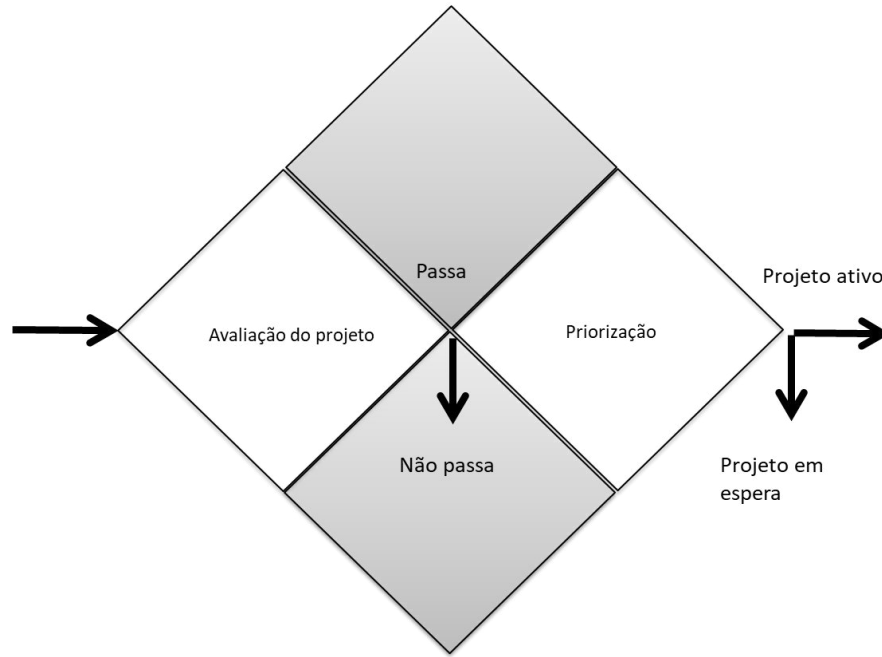 Passa
Projeto ativo
Avaliação do projeto
Priorização
Não passa
Projeto em
espera